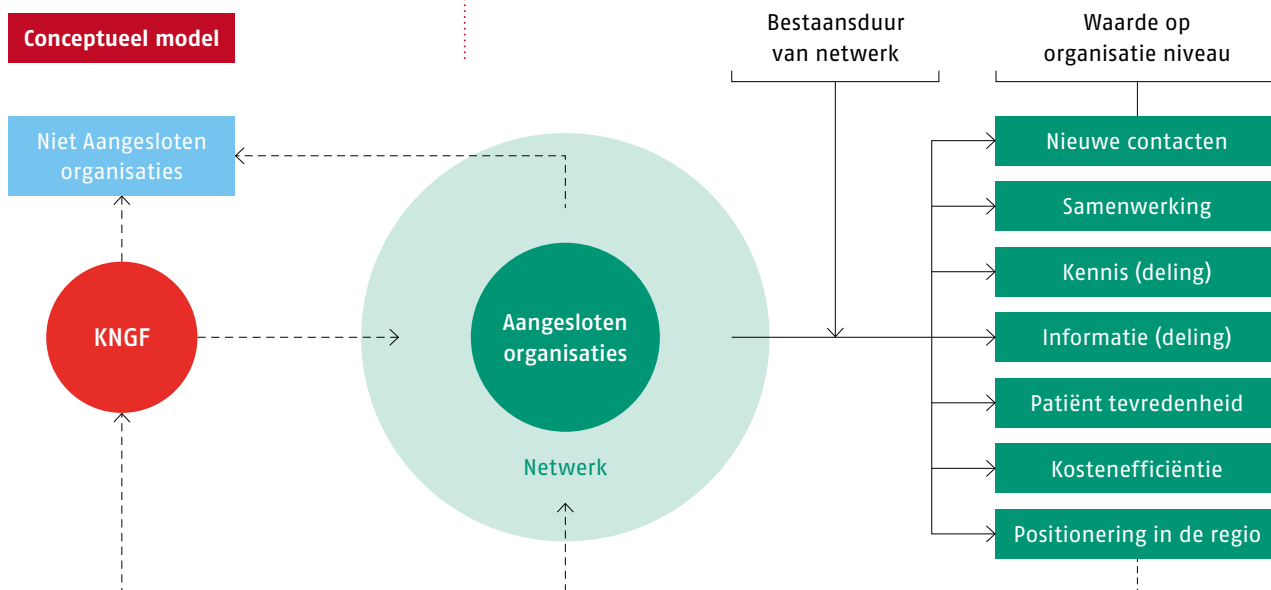 Conceptueel model
Bestaansduur
van netwerk
Waarde op
organisatie niveau
Niet Aangesloten
organisaties
KNGF
Aangesloten
organisaties
Netwerk
Nieuwe contacten
Samenwerking
Kennis (deling)
Informatie (deling)
Patiënt tevredenheid
Kostenefficiëntie
Positionering in de regio